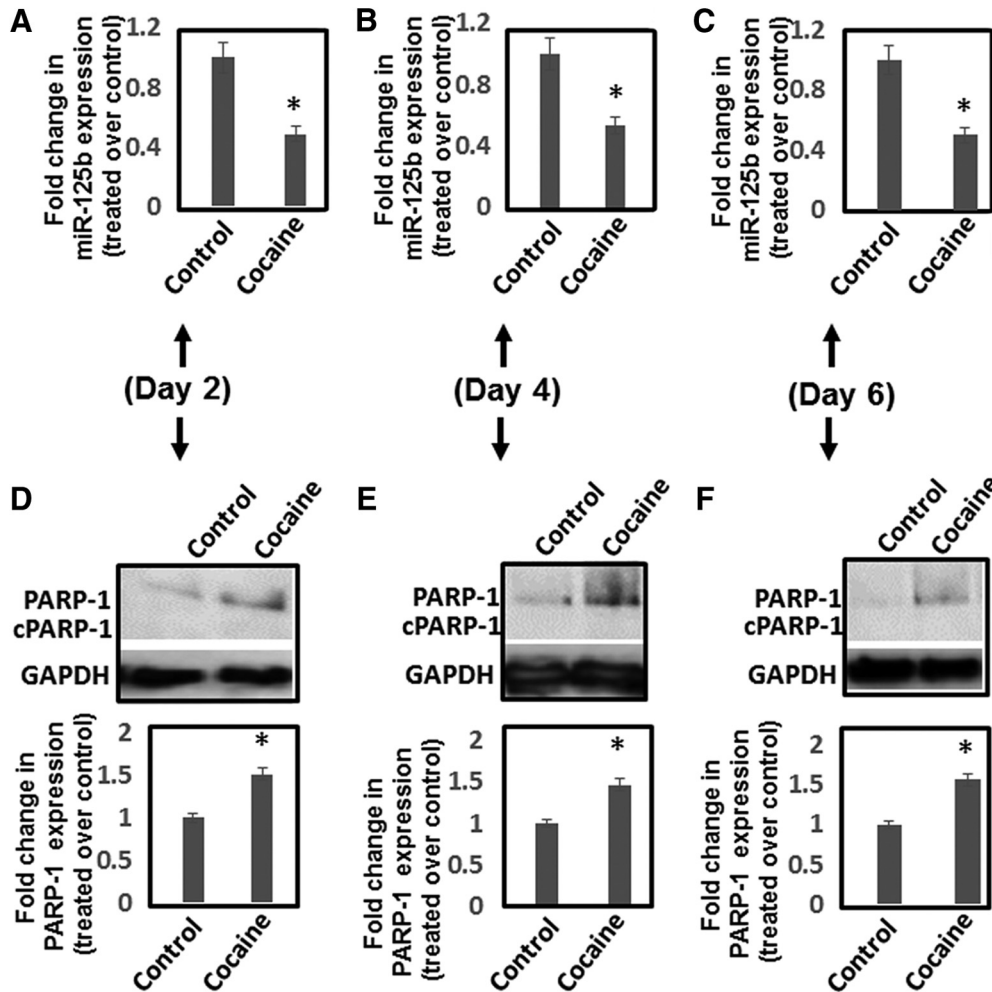 A
Fold change in
miR-125b expression
(treated over control)
1.2
0.8
0.4
0
*
Control
Cocaine
B
Fold change in
miR-125b expression
(treated over control)
1.2
0.8
0.4
0
*
Control
Cocaine
C
Fold change in
miR-125b expression
(treated over control)
1.2
0.8
0.4
0
*
Control
Cocaine
(Day 2)
(Day 4)
(Day 6)
D
Control
Cocaine
PARP-1
cPARP-1
GAPDH
Fold change in
PARP-1 expression
(treated over control)
2
1.5
1
0.5
0
*
Control
Cocaine
E
Control
Cocaine
PARP-1
cPARP-1
GAPDH
Fold change in
PARP-1 expression
(treated over control)
2
1.5
1
0.5
0
*
Control
Cocaine
F
Control
Cocaine
PARP-1
cPARP-1
GAPDH
Fold change in
PARP-1 expression
(treated over control)
2
1.5
1
0.5
0
*
Control
Cocaine